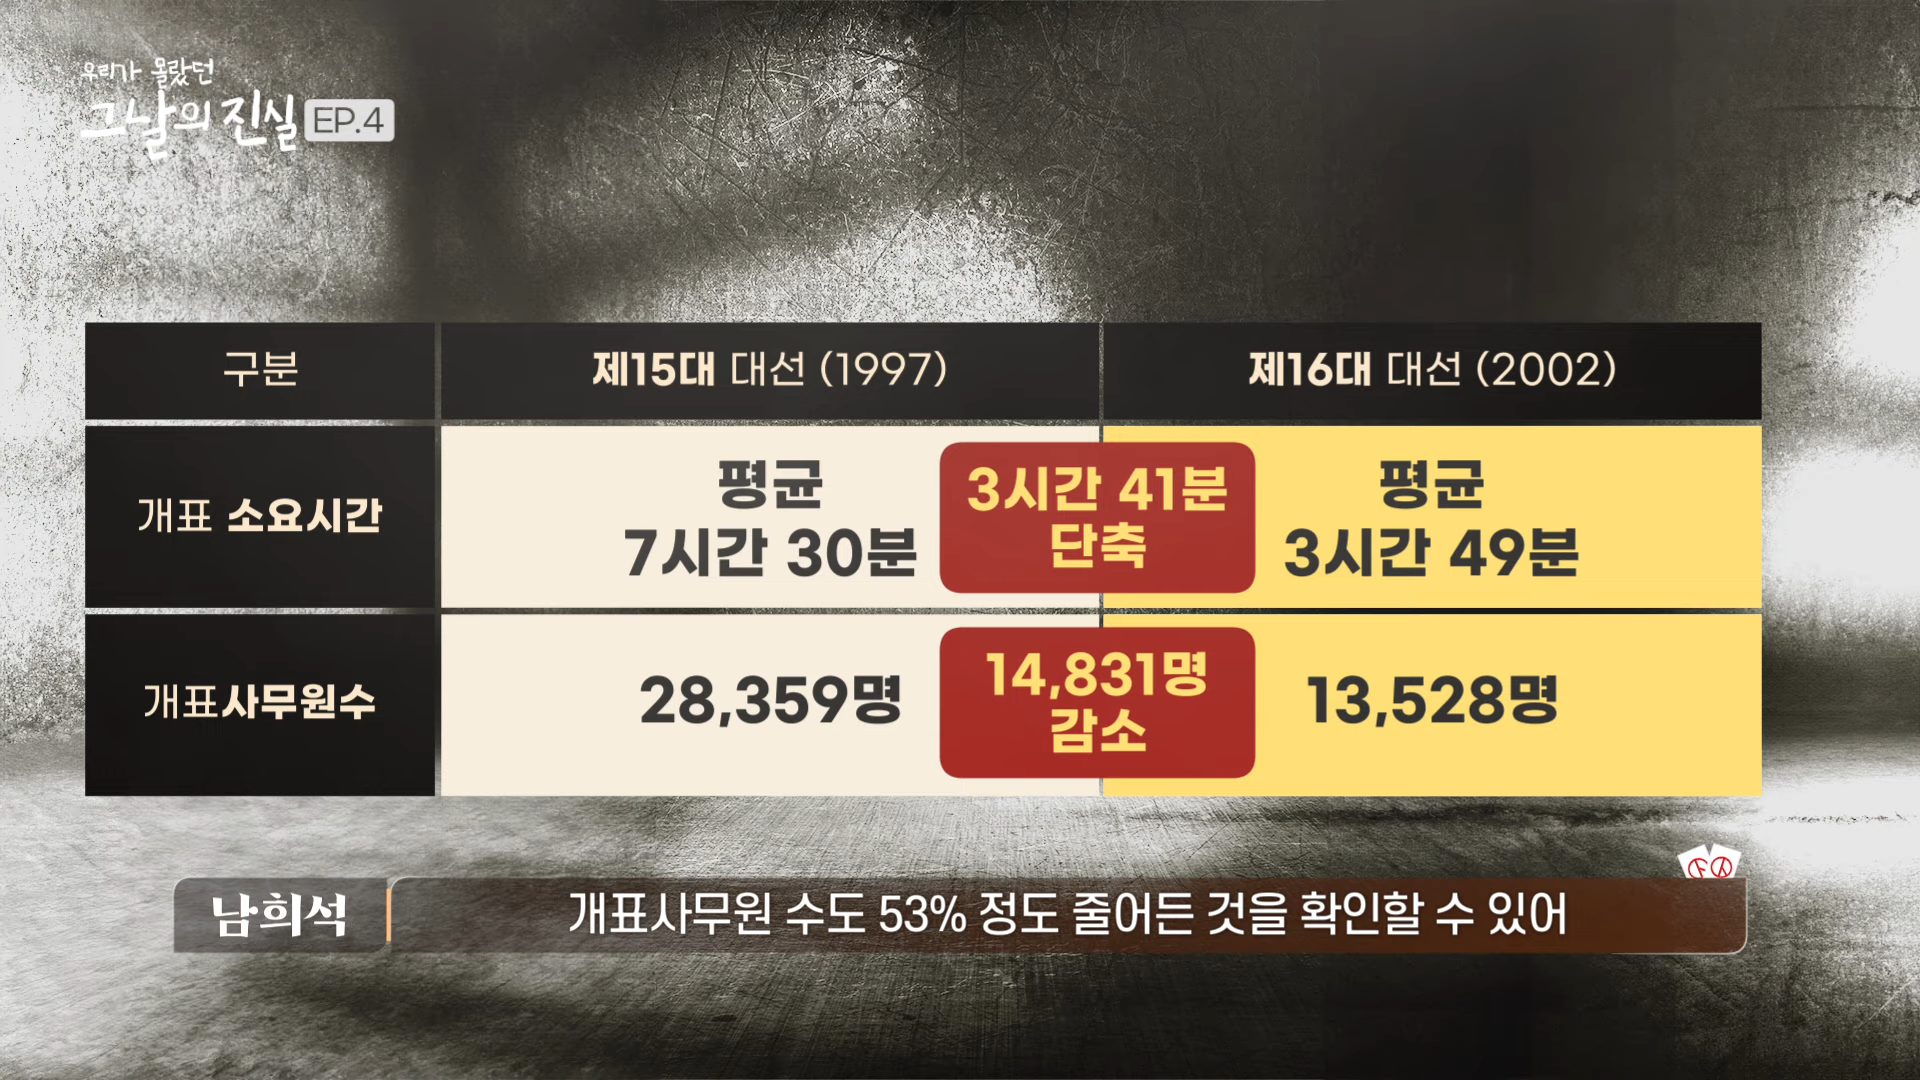 우리가 몰랐던
그날의 진실 EP.4
구분
제15대 대선 (1997)
제16대 대선 (2002)
개표 소요시간
평균
7시간 30분
3시간 41분
단축
평균
3시간 49분
개표사무원수
28,359명
14,831명
감소
13,528명
남희석
개표사무원 수도 53% 정도 줄어든 것을 확인할 수 있어